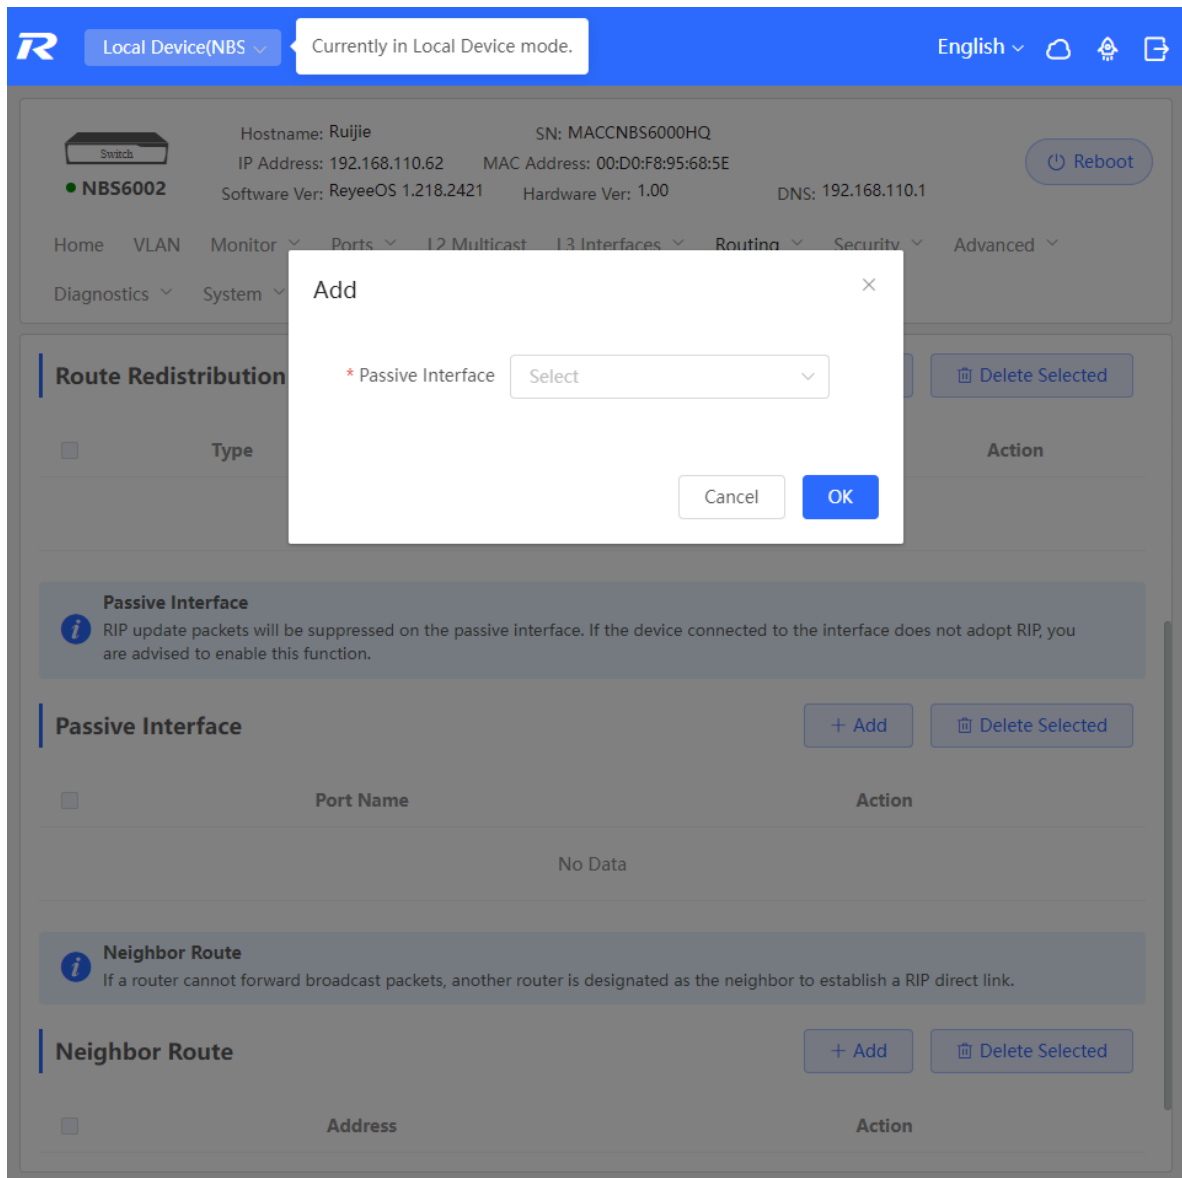 Local Device(NBS
Currently in Local Device mode.
English
Switch
NBS6002
Hostname: Ruijie
SN: MACCNBS6000HQ
IP Address: 192.168.110.62
MAC Address: 00:D0:F8:95:68:5E
Software Ver: ReyeeOS 1.218.2421
Hardware Ver: 1.00
DNS: 192.168.110.1
Reboot
Home VLAN Monitor Ports L2 Multicast L3 Interfaces Routing Security Advanced
Diagnostics System
Add
* Passive Interface Select
Cancel OK
Route Redistribution
Delete Selected
Type Action
Passive Interface
RIP update packets will be suppressed on the passive interface. If the device connected to the interface does not adopt RIP, you
are advised to enable this function.
Passive Interface
+ Add Delete Selected
Port Name Action
No Data
Neighbor Route
If a router cannot forward broadcast packets, another router is designated as the neighbor to establish a RIP direct link.
Neighbor Route
+ Add Delete Selected
Address Action